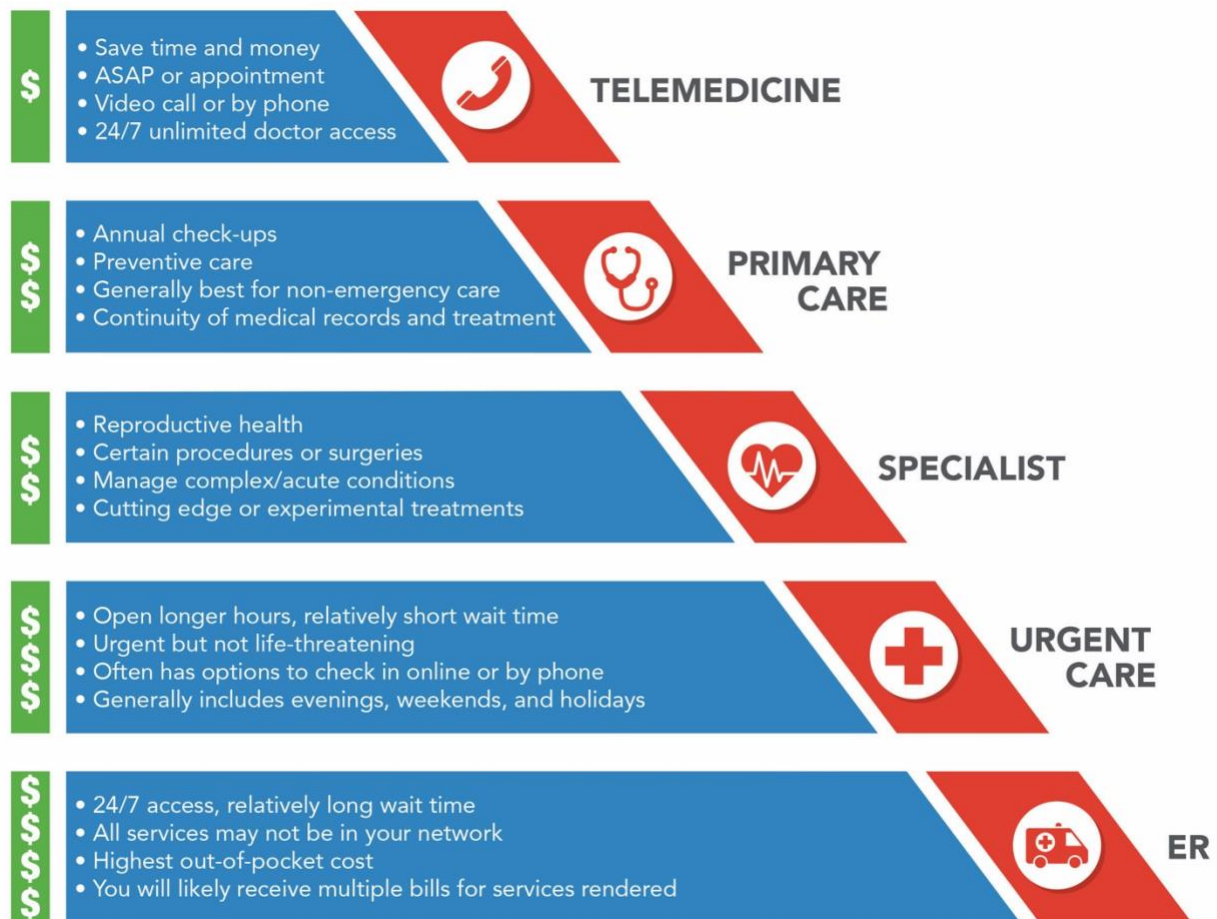 $
• Save time and money
• ASAP or appointment
• Video call or by phone
• 24/7 unlimited doctor access
TELEMEDICINE
$
$
• Annual check-ups
• Preventive care
• Generally best for non-emergency care
• Continuity of medical records and treatment
PRIMARY
CARE
$
$
• Reproductive health
• Certain procedures or surgeries
• Manage complex/acute conditions
• Cutting edge or experimental treatments
SPECIALIST
$
$
$
• Open longer hours, relatively short wait time
• Urgent but not life-threatening
• Often has options to check in online or by phone
• Generally includes evenings, weekends, and holidays
URGENT
CARE
$
$
$
$
• 24/7 access, relatively long wait time
• All services may not be in your network
• Highest out-of-pocket cost
• You will likely receive multiple bills for services rendered
ER